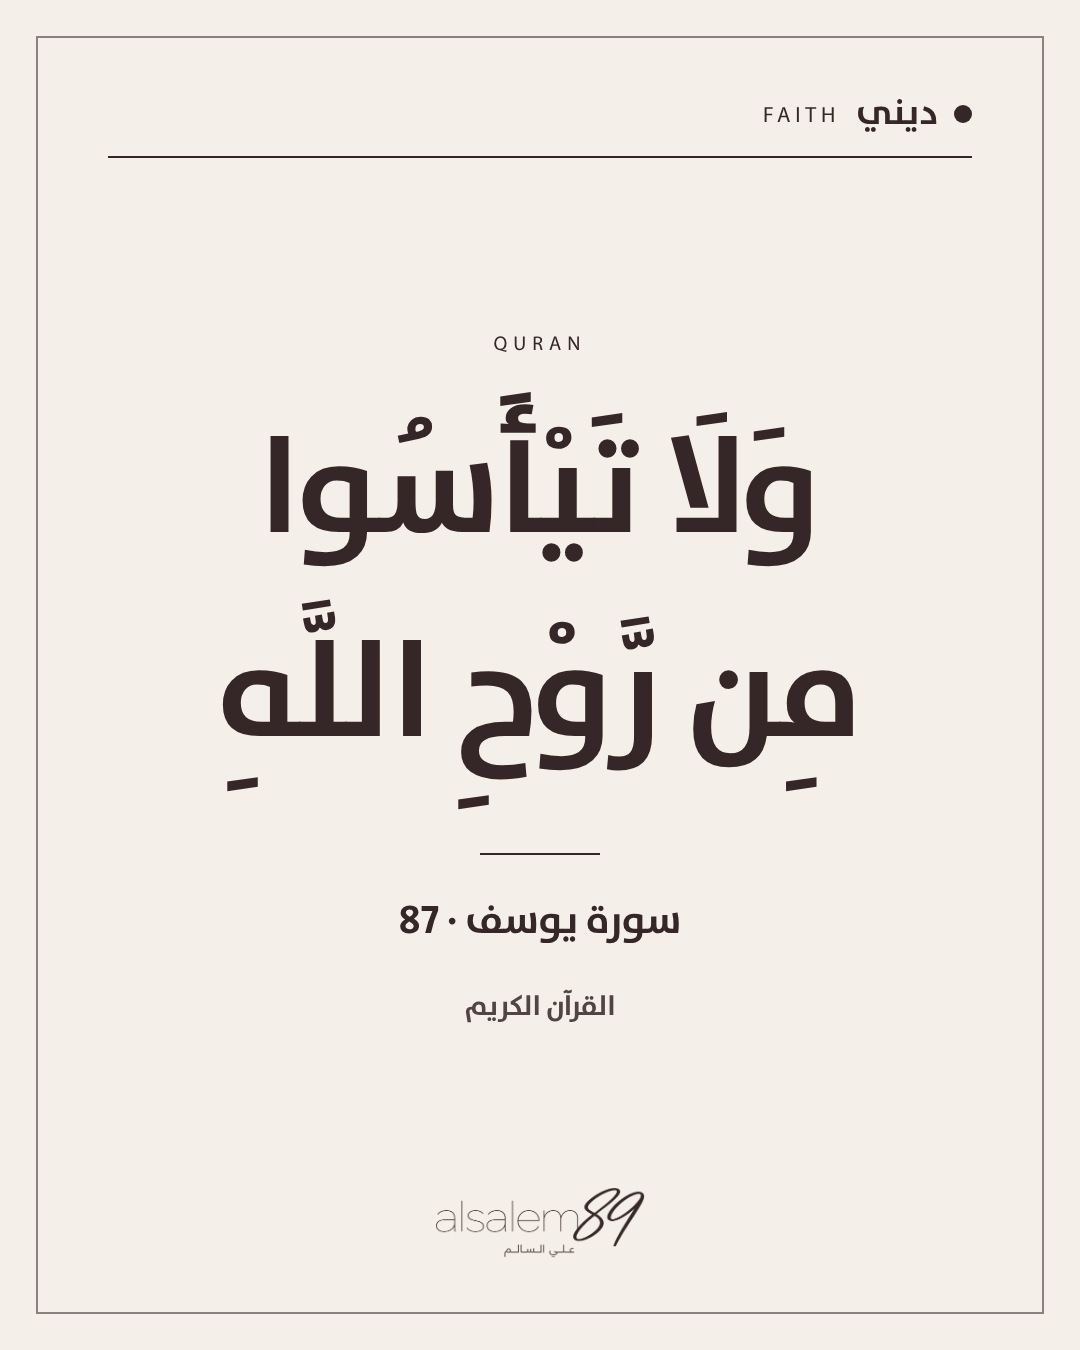 ديني FAITH
QURAN
وَلَا تَيْأَسُوا
مِن رَّوْحِ اللَّهِ
سورة يوسف · 87
القرآن الكريم
alsalem89
علي السالم